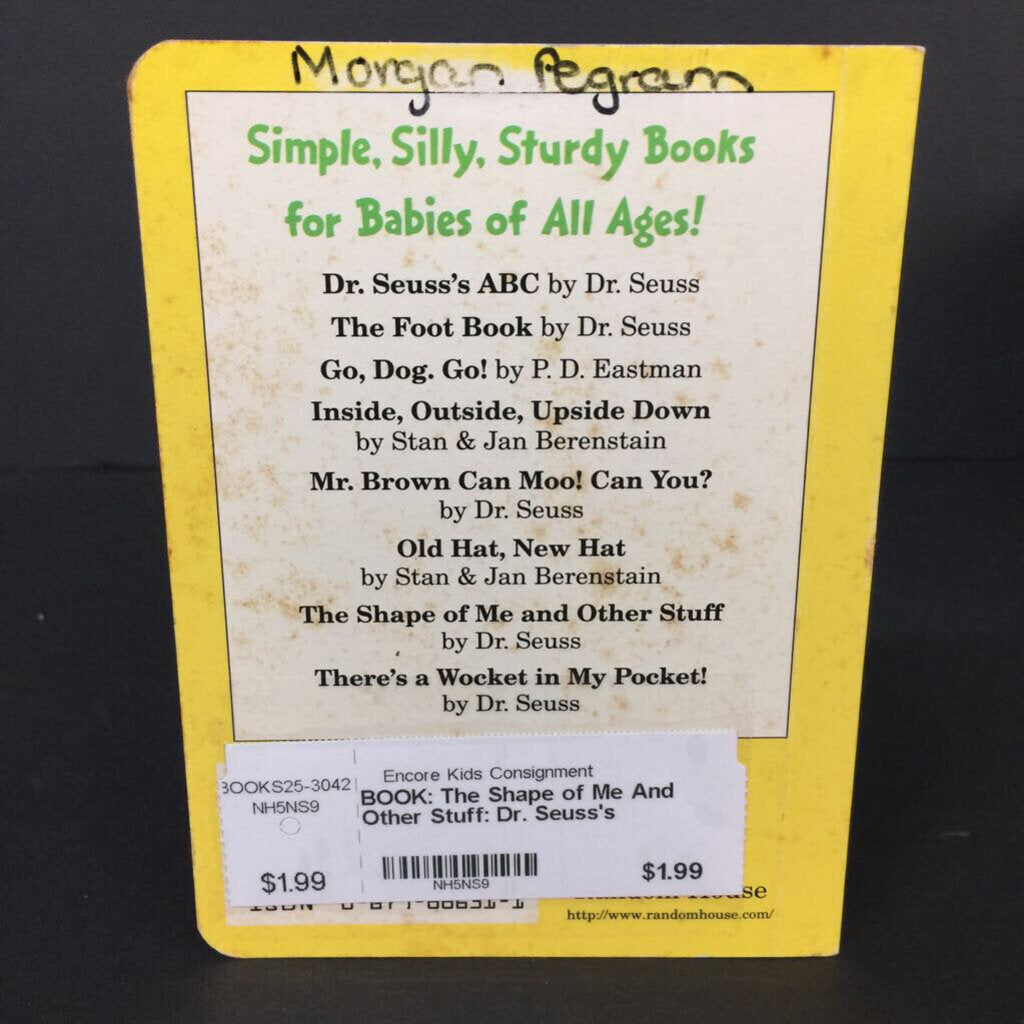 Morgan Pegram
Simple, Silly, Sturdy Books
for Babies of All Ages!
Dr. Seuss's ABC by Dr. Seuss
The Foot Book by Dr. Seuss
Go, Dog. Go! by P. D. Eastman
Inside, Outside, Upside Down
by Stan & Jan Berenstain
Mr. Brown Can Moo! Can You?
by Dr. Seuss
Old Hat, New Hat
by Stan & Jan Berenstain
The Shape of Me and Other Stuff
by Dr. Seuss
There's a Wocket in My Pocket!
by Dr. Seuss
BOOKS25-3042
NH5NS9
$1.99
Encore Kids Consignment
BOOK: The Shape of Me And
Other Stuff: Dr. Seuss's
NH5NS9
$1.99
ISBN
Random House
http://www.randomhouse.com/